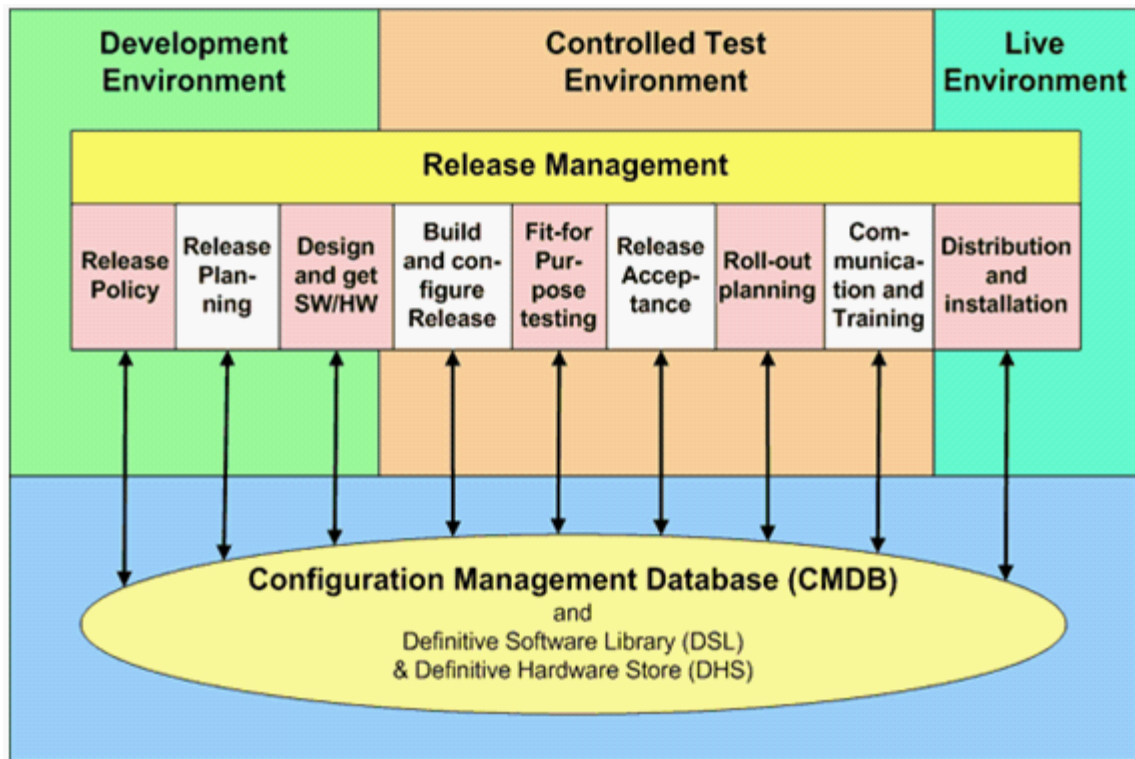 Development
Environment
Controlled Test
Environment
Live
Environment
Release Management
Release
Policy
Release
Plan-
ning
Design
and get
SW/HW
Build
and con-
figure
Release
Fit-for
Pur-
pose
testing
Release
Accep-
tance
Roll-out
planning
Com-
munica-
tion and
Training
Distribution
and
installation
Configuration Management Database (CMDB)
and
Definitive Software Library (DSL)
& Definitive Hardware Store (DHS)